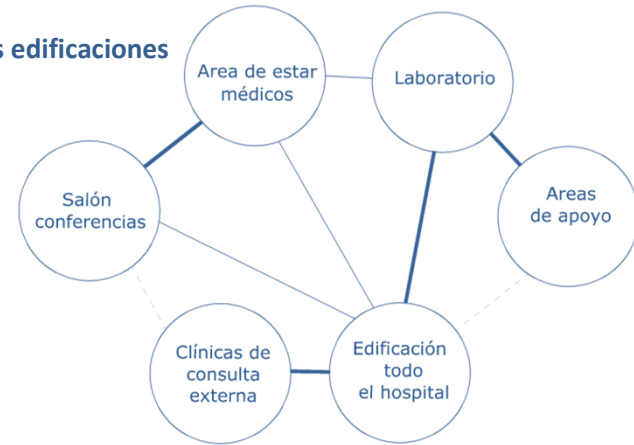 s edificaciones
Area de estar
médicos
Laboratorio
Salón
conferencias
Areas
de apoyo
Clínicas de
consulta
externa
Edificación
todo
el hospital